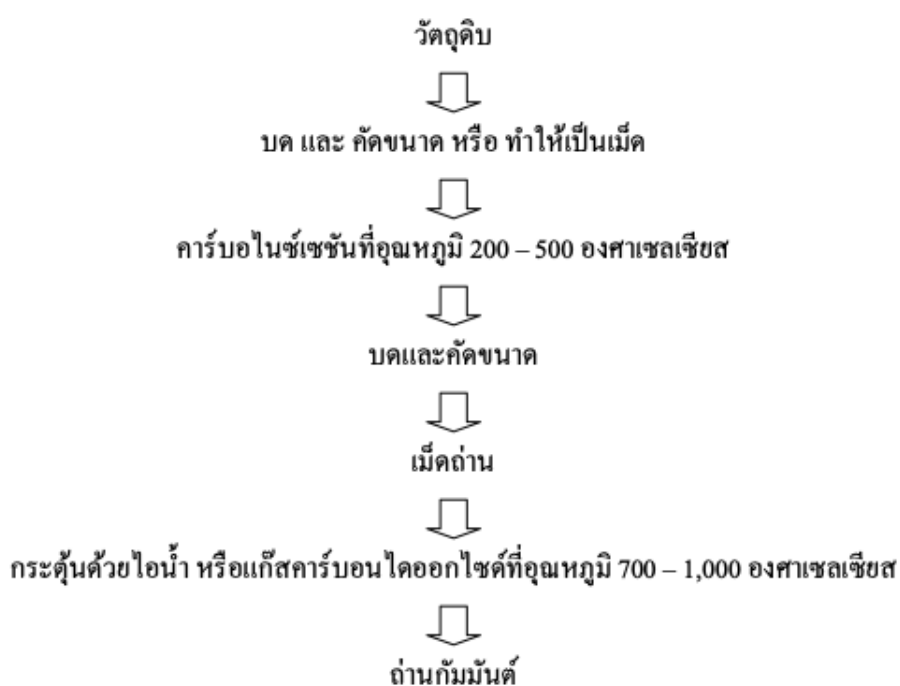 วัตถุดิบ
บด และ คัดขนาด หรือ ทำให้เป็นเม็ด
คาร์บอไนซ์เซชันที่อุณหภูมิ 200 – 500 องศาเซลเซียส
บดและคัดขนาด
เม็ดถ่าน
กระตุ้นด้วยไอน้ำ หรือแก๊สคาร์บอนไดออกไซด์ที่อุณหภูมิ 700 – 1,000 องศาเซลเซียส
ถ่านกัมมันต์